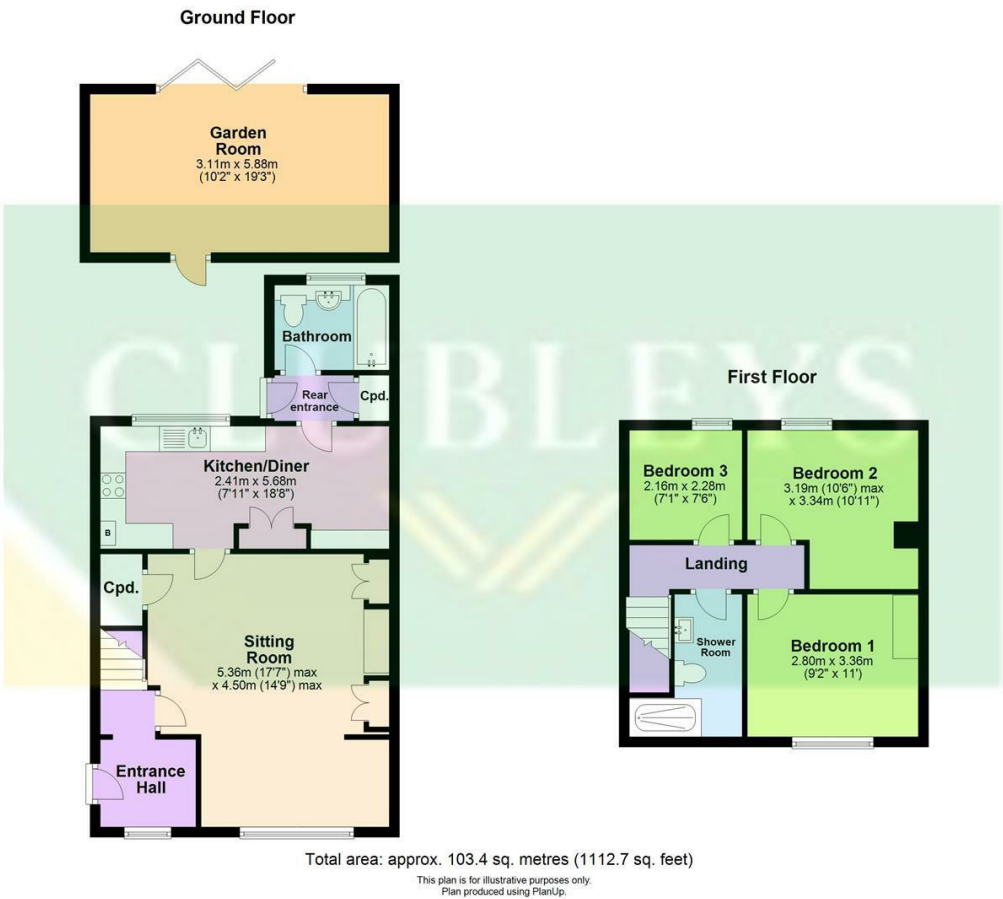 Ground Floor
Garden
Room
3.11m x 5.88m
(10'2" x 19'3")
Bathroom
Rear
entrance
Cpd.
Kitchen/Diner
2.41m x 5.68m
(7'11" x 18'8")
B
Cpd.
Sitting
Room
5.36m (17'7") max
x 4.50m (14'9") max
Entrance
Hall
First Floor
Bedroom 3
2.16m x 2.28m
(7'1" x 7'6")
Bedroom 2
3.19m (10'6") max
x 3.34m (10'11")
Landing
Shower
Room
Bedroom 1
2.80m x 3.36m
(9'2" x 11')
CLUBLEYS
Total area: approx. 103.4 sq. metres (1112.7 sq. feet)
This plan is for illustrative purposes only.
Plan produced using PlanUp.